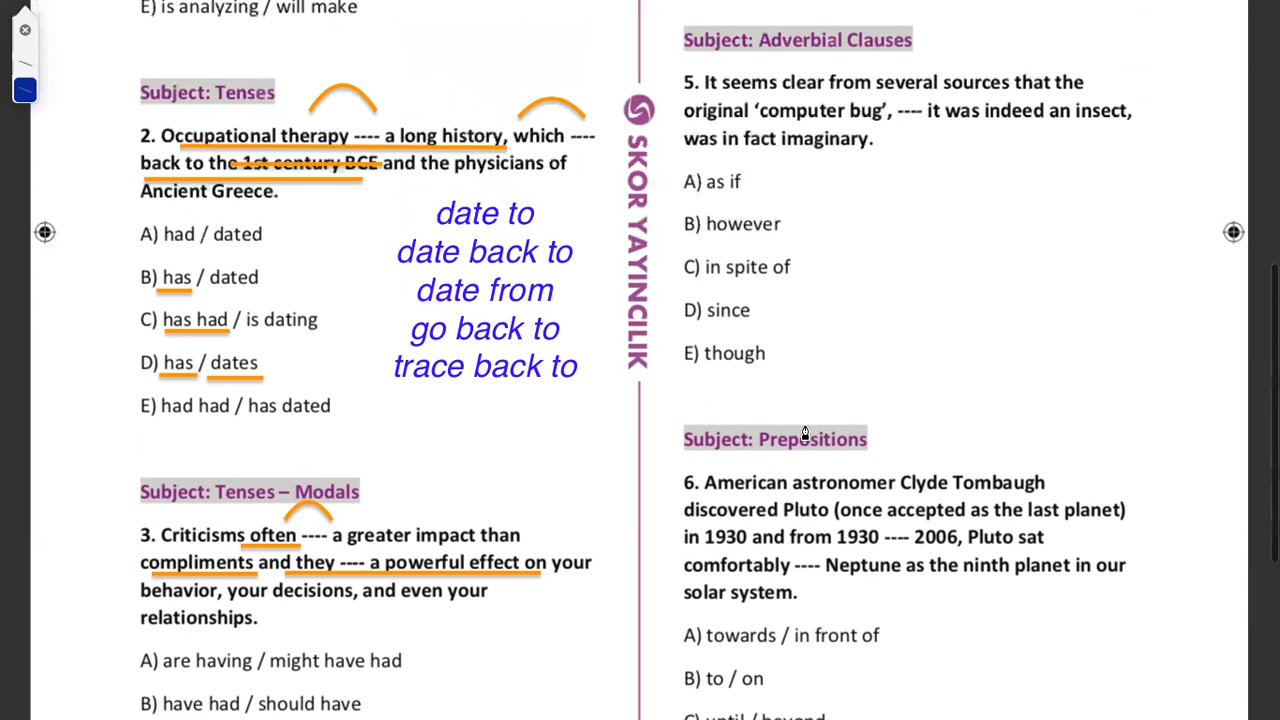 E) is analyzing / will make
Subject: Tenses
2. Occupational therapy ---- a long history, which ----
back to the 1st century BCE and the physicians of
Ancient Greece.
A) had / dated
B) has / dated
C) has had / is dating
D) has / dates
E) had had / has dated
date to
date back to
date from
go back to
trace back to
Subject: Tenses – Modals
3. Criticisms often ---- a greater impact than
compliments and they ---- a powerful effect on your
behavior, your decisions, and even your
relationships.
A) are having / might have had
B) have had / should have
SKOR YAYINCILIK
Subject: Adverbial Clauses
5. It seems clear from several sources that the
original ‘computer bug’, ---- it was indeed an insect,
was in fact imaginary.
A) as if
B) however
C) in spite of
D) since
E) though
Subject: Prepositions
6. American astronomer Clyde Tombaugh
discovered Pluto (once accepted as the last planet)
in 1930 and from 1930 ---- 2006, Pluto sat
comfortably ---- Neptune as the ninth planet in our
solar system.
A) towards / in front of
B) to / on
C) until / beyond